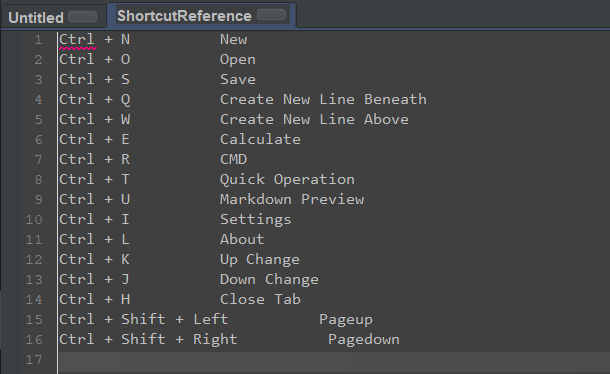 Untitled ShortcutReference
1 Ctrl + N New
2 Ctrl + O Open
3 Ctrl + S Save
4 Ctrl + Q Create New Line Beneath
5 Ctrl + W Create New Line Above
6 Ctrl + E Calculate
7 Ctrl + R CMD
8 Ctrl + T Quick Operation
9 Ctrl + U Markdown Preview
10 Ctrl + I Settings
11 Ctrl + L About
12 Ctrl + K Up Change
13 Ctrl + J Down Change
14 Ctrl + H Close Tab
15 Ctrl + Shift + Left Pageup
16 Ctrl + Shift + Right Pagedown
17